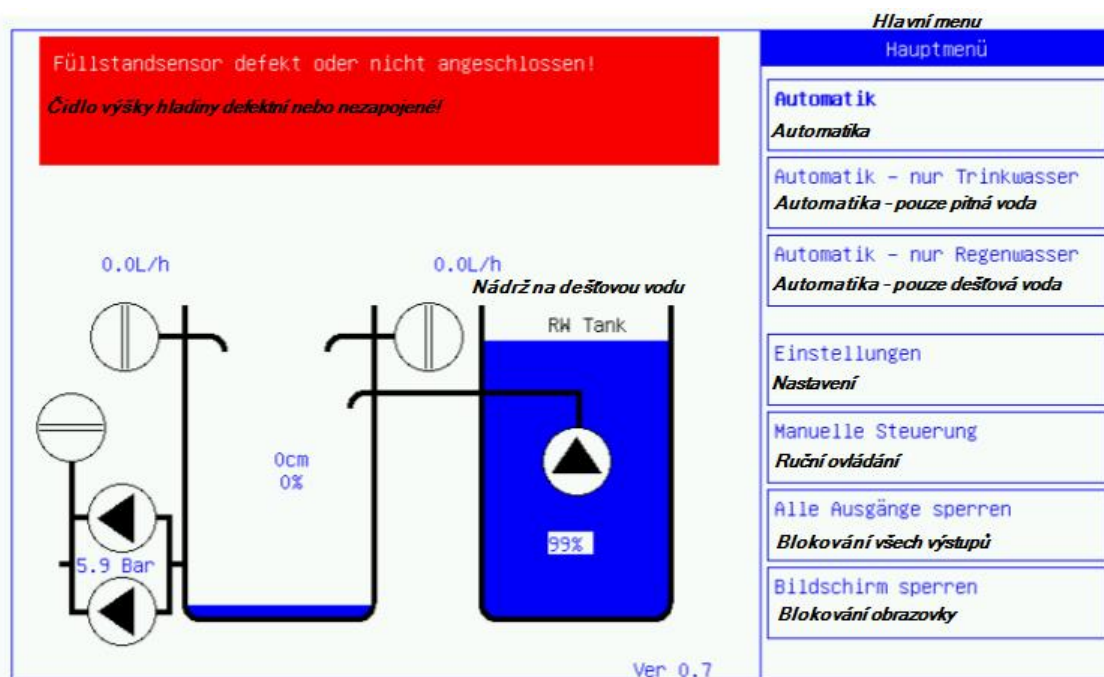 Hlavní menu
Hauptmenü
Füllstandsensor defekt oder nicht angeschlossen!
Čidlo výšky hladiny defektní nebo nezapojené!
Automatik
Automatika
Automatik - nur Trinkwasser
Automatika - pouze pitná voda
Automatik - nur Regenwasser
Automatika - pouze dešťová voda
Einstellungen
Nastavení
Manuelle Steuerung
Ruční ovládání
Alle Ausgänge sperren
Blokování všech výstupů
Bildschirm sperren
Blokování obrazovky
0.0L/h
0.0L/h
Nádrž na dešťovou vodu
RW Tank
0cm
0%
99%
5.9 Bar
Ver 0.7